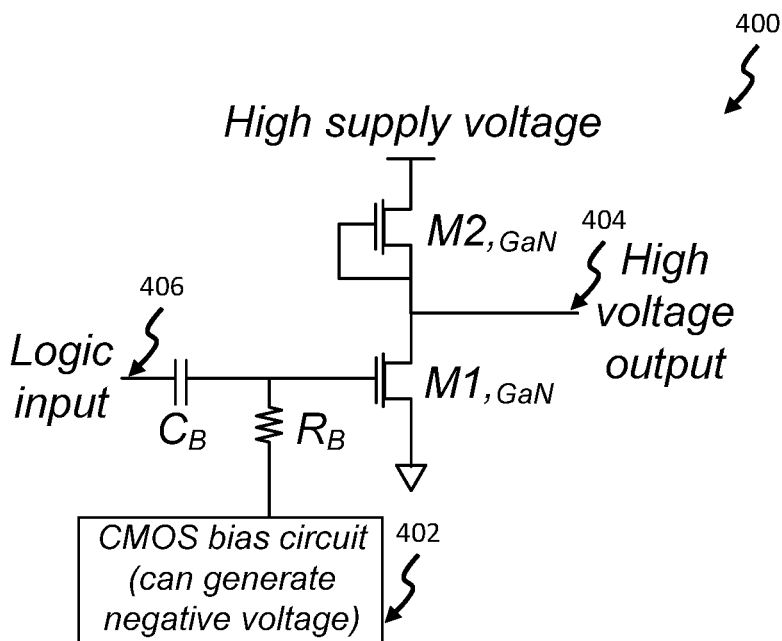 400
High supply voltage
M2,GaN
404
High
voltage
output
406
Logic
input
CB
RB
M1,GaN
CMOS bias circuit
(can generate
negative voltage)
402